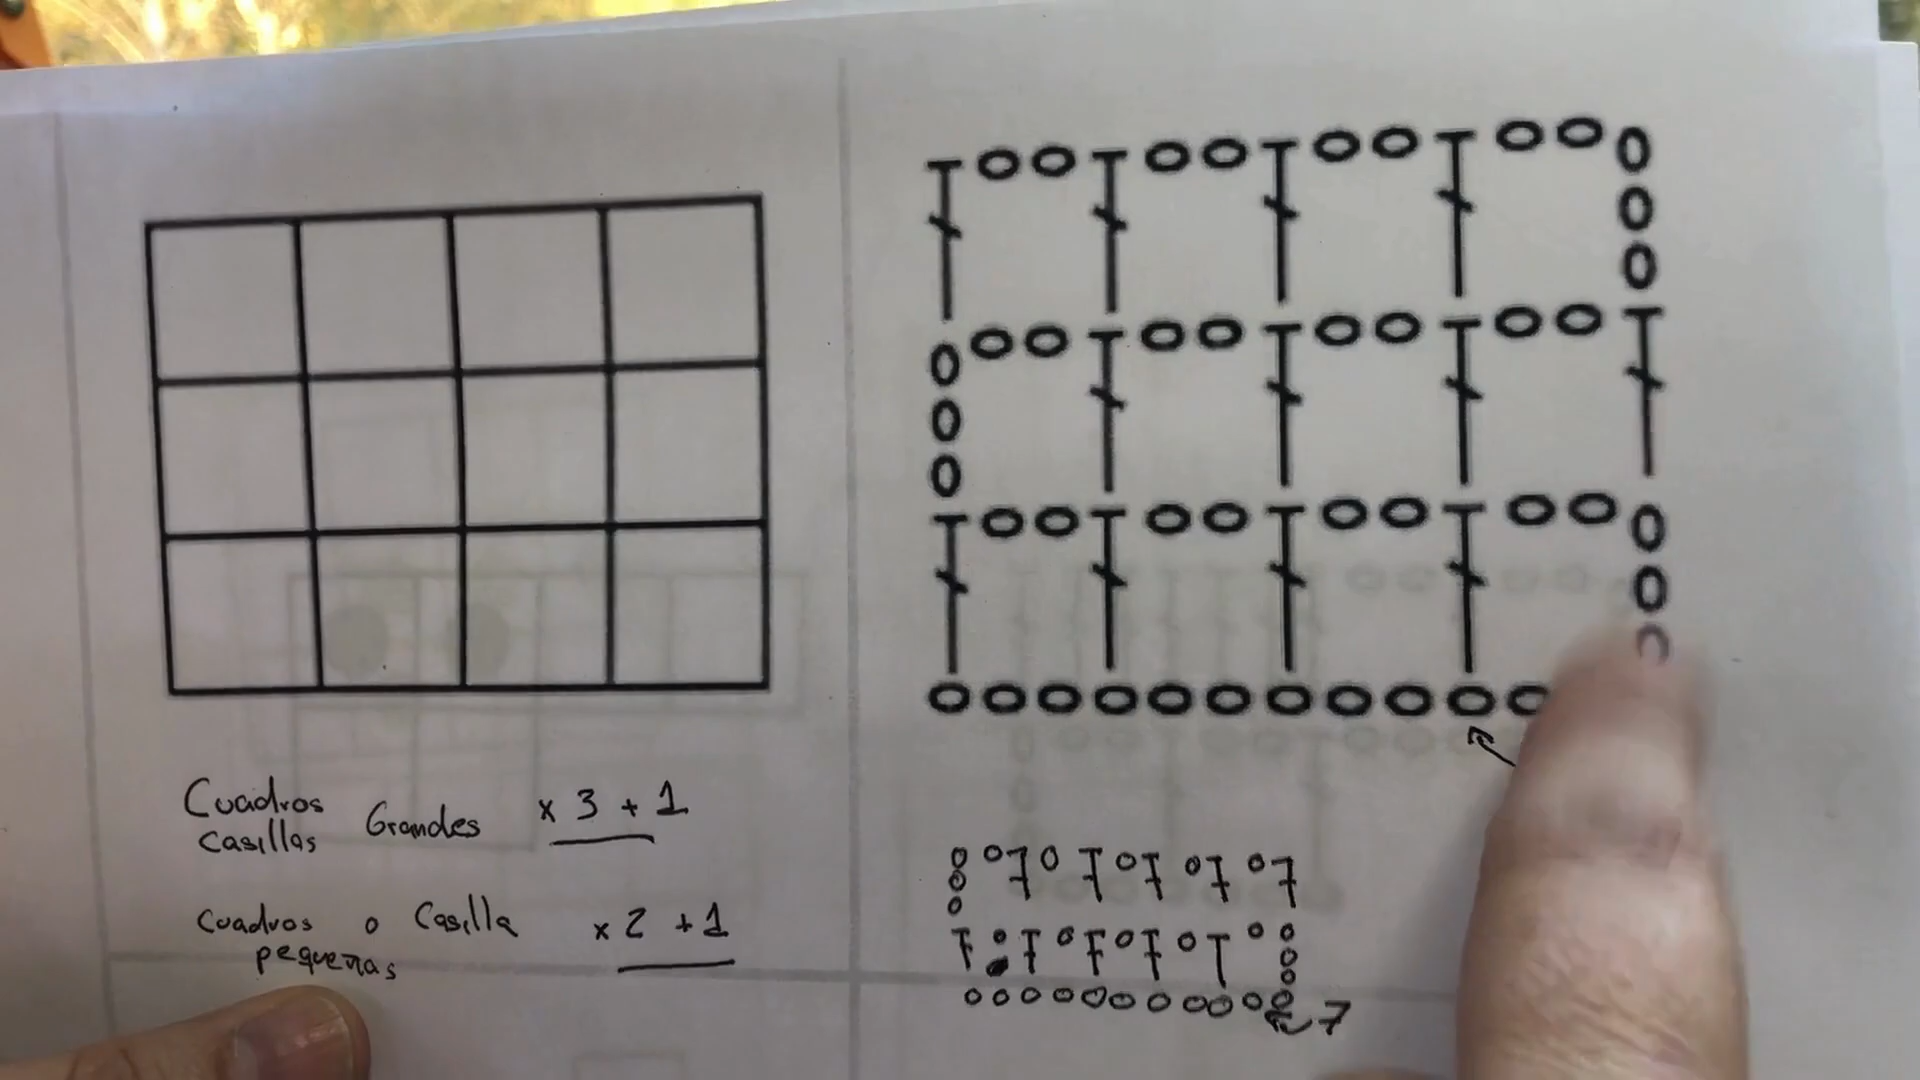 Cuadros
casillas Grandes x 3 + 1
cuadros o Casilla x 2 + 1
pequeñas
7